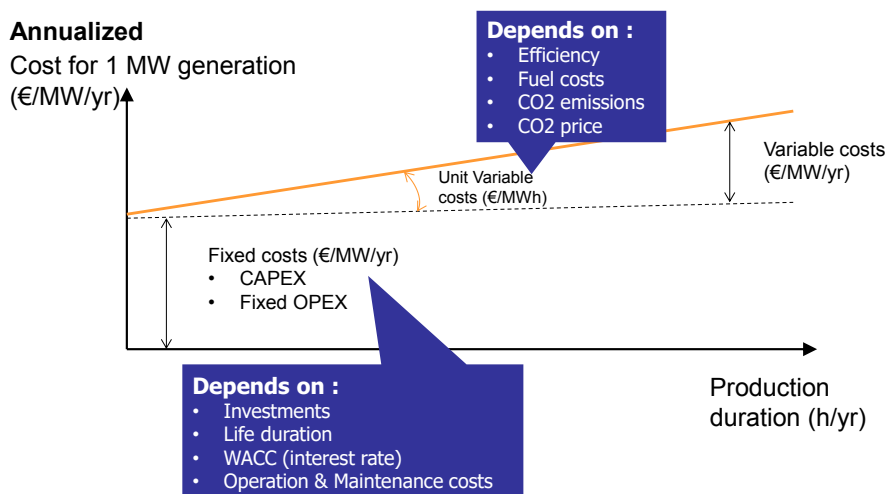 Annualized
Cost for 1 MW generation
(€/MW/yr)
Depends on :
• Efficiency
• Fuel costs
• CO2 emissions
• CO2 price
Variable costs
(€/MW/yr)
Unit Variable
costs (€/MWh)
Fixed costs (€/MW/yr)
• CAPEX
• Fixed OPEX
Depends on :
• Investments
• Life duration
• WACC (interest rate)
• Operation & Maintenance costs
Production
duration (h/yr)